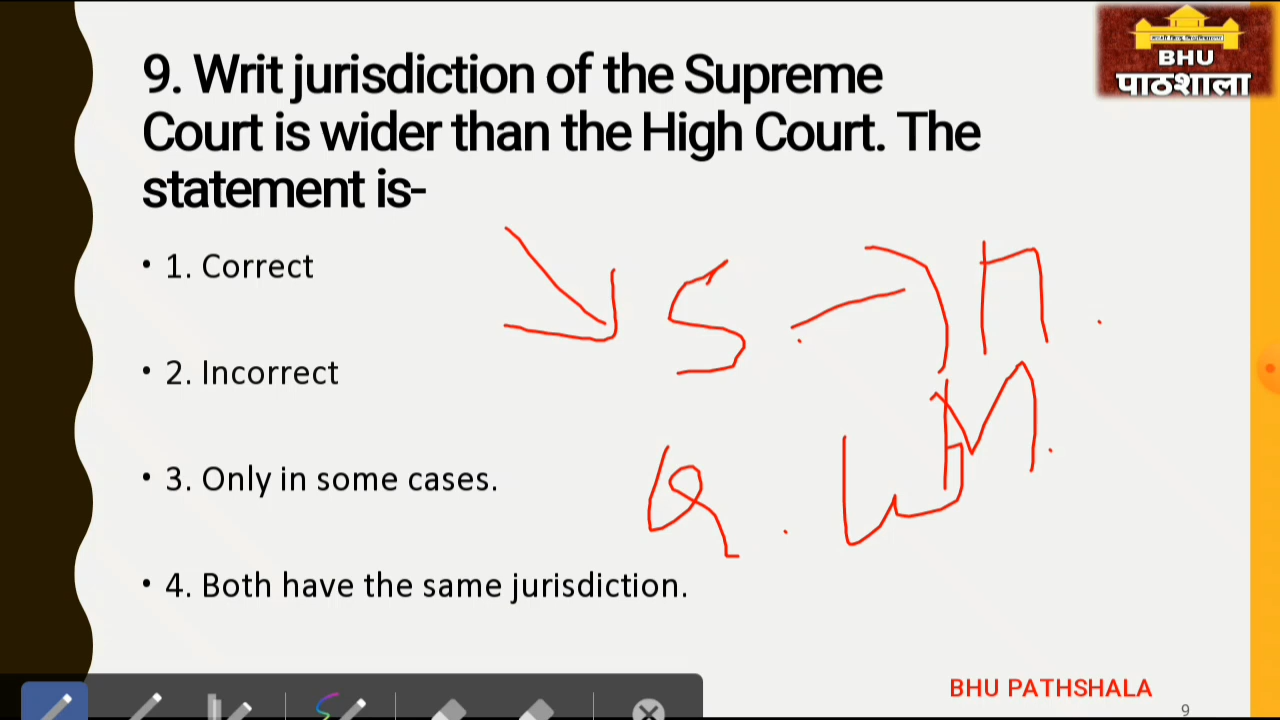 9. Writ jurisdiction of the Supreme
Court is wider than the High Court. The
statement is-
• 1. Correct
• 2. Incorrect
• 3. Only in some cases.
• 4. Both have the same jurisdiction.
BHU
पाठशाला
BHU PATHSHALA
9